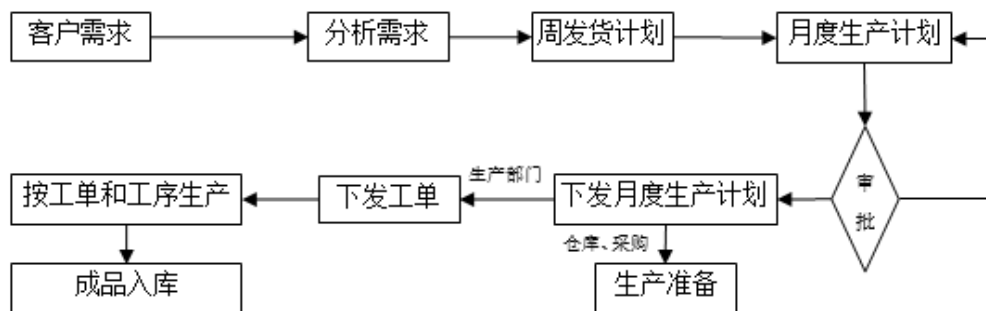 客户需求
分析需求
周发货计划
月度生产计划
审
批
下发月度生产计划
生产部门
下发工单
按工单和工序生产
仓库、采购
成品入库
生产准备